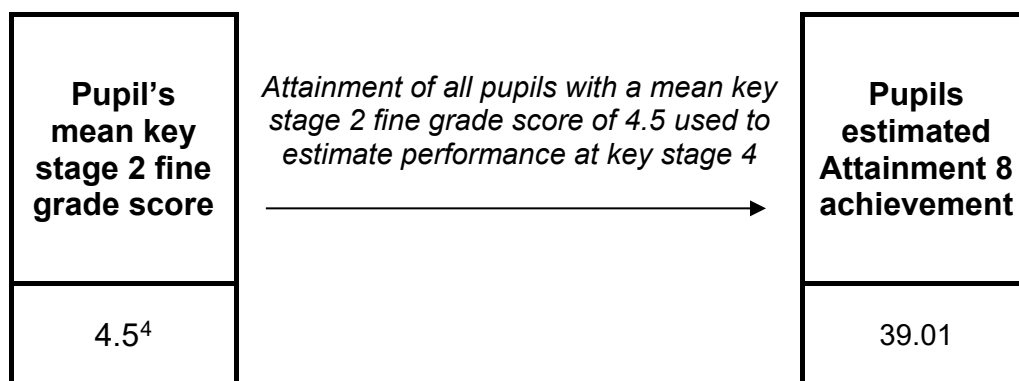 Pupil's
mean key
stage 2 fine
grade score
Attainment of all pupils with a mean key
stage 2 fine grade score of 4.5 used to
estimate performance at key stage 4
Pupils
estimated
Attainment 8
achievement
4.5⁴
39.01